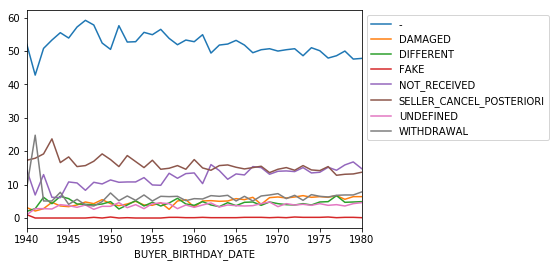 60
50
40
30
20
10
0
1940 1945 1950 1955 1960 1965 1970 1975 1980
BUYER_BIRTHDAY_DATE
-
DAMAGED
DIFFERENT
FAKE
NOT_RECEIVED
SELLER_CANCEL_POSTERIORI
UNDEFINED
WITHDRAWAL